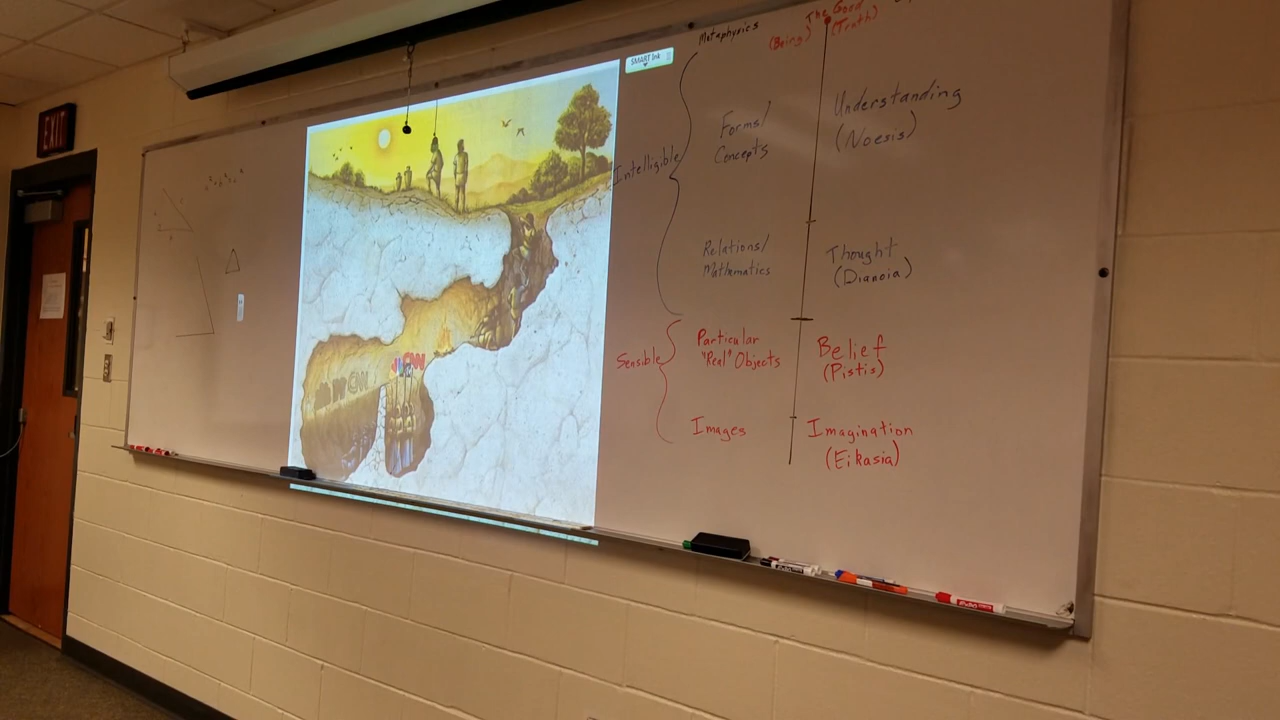 EXIT
SMART Ink
CNN
CNN
Metaphysics
The Good
(Being)
(Truth)
Intelligible
Forms/
Concepts
Understanding
(Noesis)
Relations/
Mathematics
Thought
(Dianoia)
Sensible
Particular
"Real" Objects
Belief
(Pistis)
Images
Imagination
(Eikasia)
EXPO